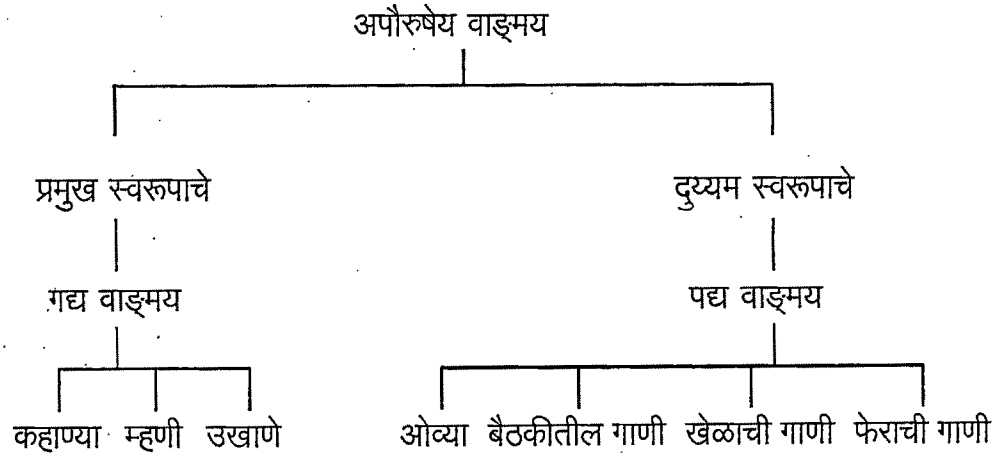 अपौरुषेय वाङ्‌मय
प्रमुख स्वरूपाचे दुय्यम स्वरूपाचे
गद्य वाङ्‌मय पद्य वाङ्‌मय
कहाण्या म्हणी उखाणे ओव्या बैठकीतील गाणी खेळाची गाणी फेराची गाणी